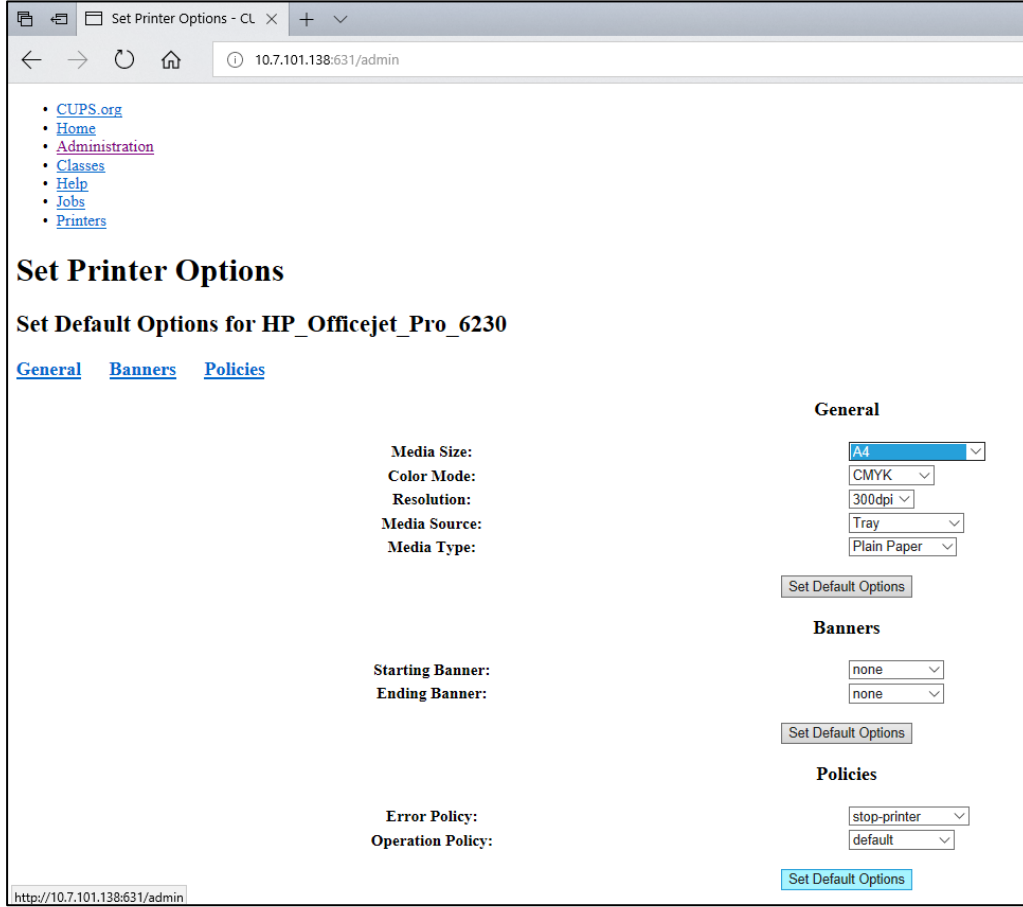 Set Printer Options - CU
10.7.101.138:631/admin
CUPS.org
Home
Administration
Classes
Help
Jobs
Printers
Set Printer Options
Set Default Options for HP_Officejet_Pro_6230
General Banners Policies
General
Media Size: A4
Color Mode: CMYK
Resolution: 300dpi
Media Source: Tray
Media Type: Plain Paper
Set Default Options
Banners
Starting Banner: none
Ending Banner: none
Set Default Options
Policies
Error Policy: stop-printer
Operation Policy: default
Set Default Options
http://10.7.101.138:631/admin